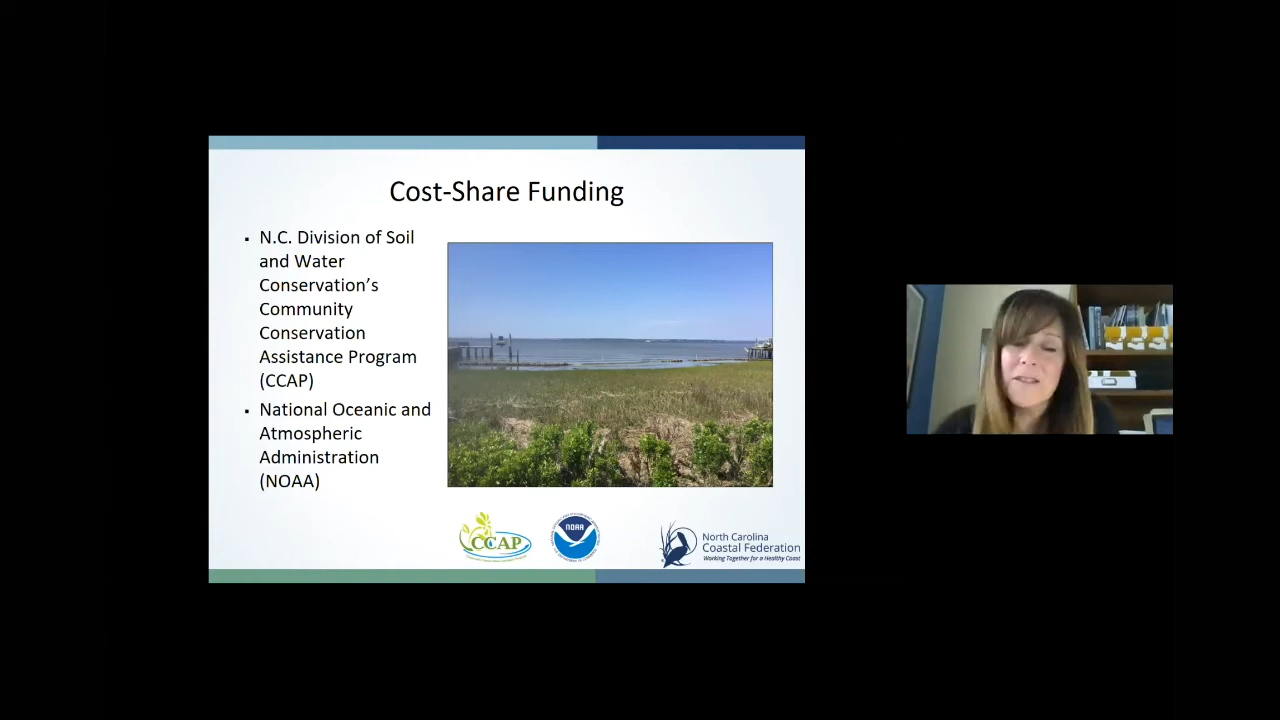 Cost-Share Funding
▪ N.C. Division of Soil
and Water
Conservation’s
Community
Conservation
Assistance Program
(CCAP)
▪ National Oceanic and
Atmospheric
Administration
(NOAA)
CCAP
NOAA
North Carolina
Coastal Federation
Working Together for a Healthy Coast